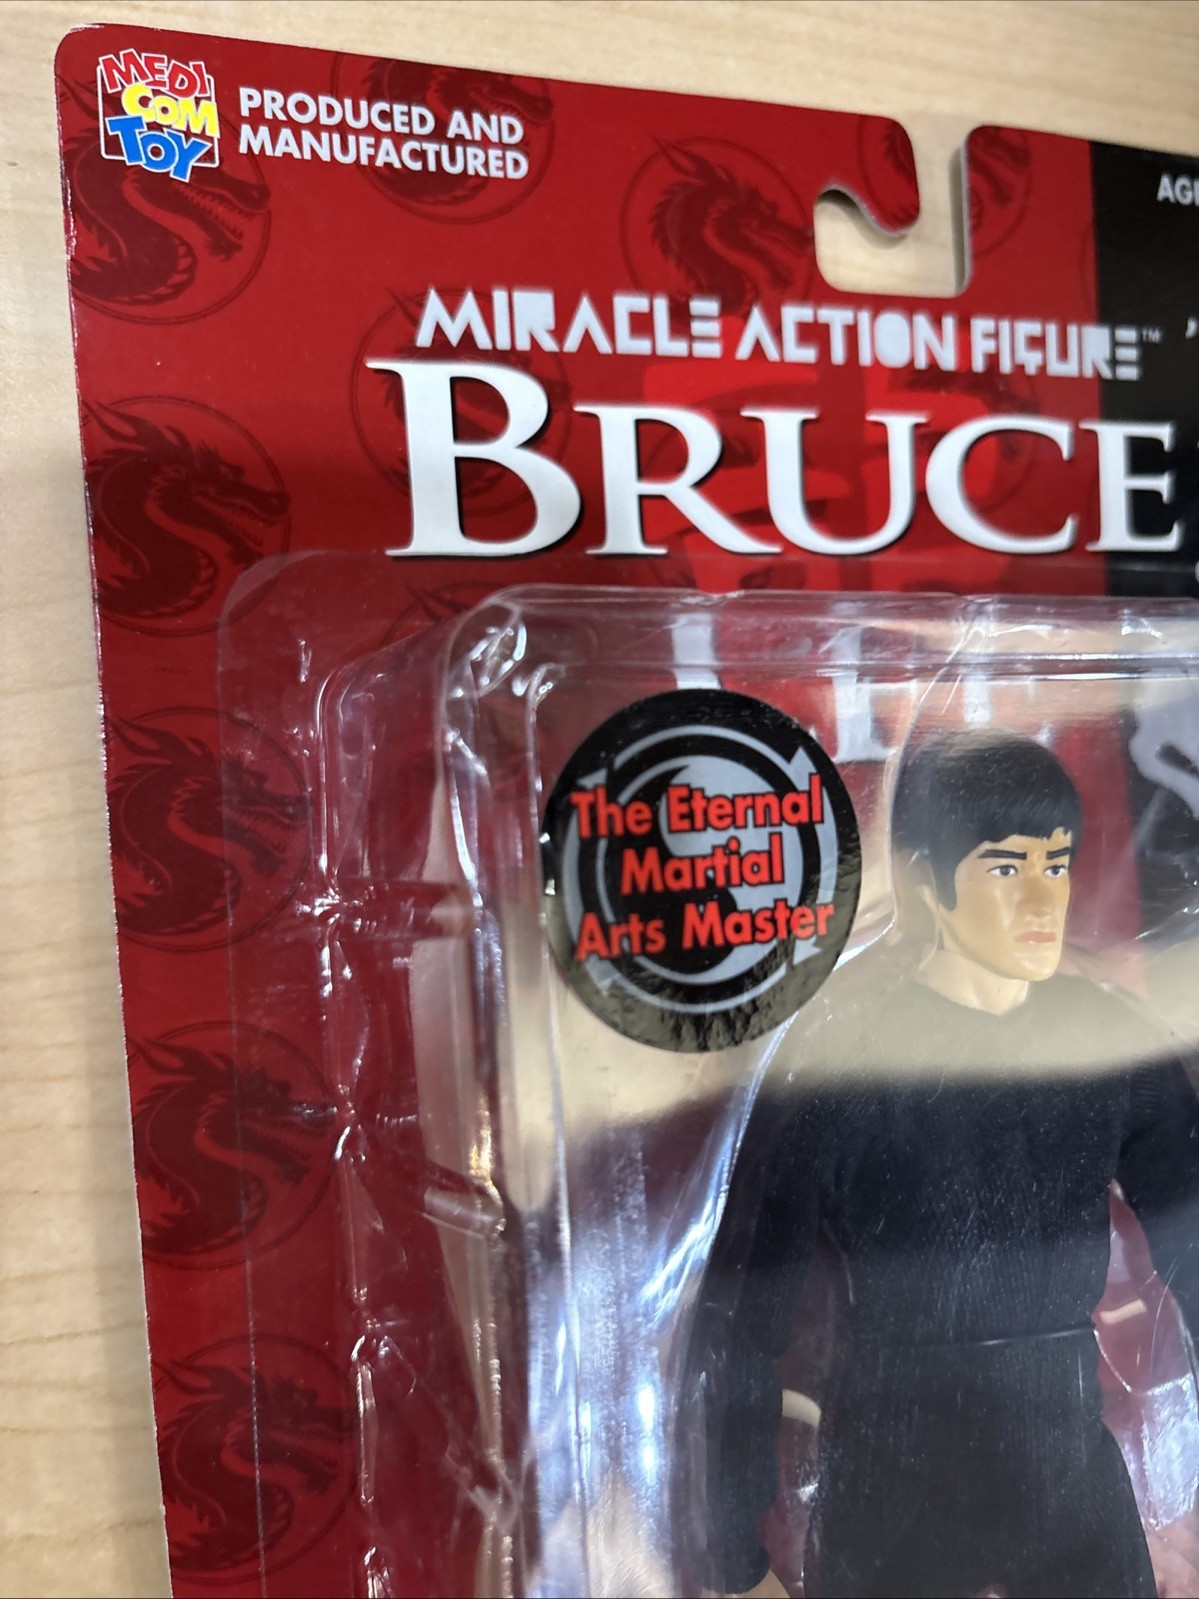 MEDI
COM
TOY
PRODUCED AND
MANUFACTURED
MIRACLE ACTION FIGURE™
BRUCE
The Eternal
Martial
Arts Master